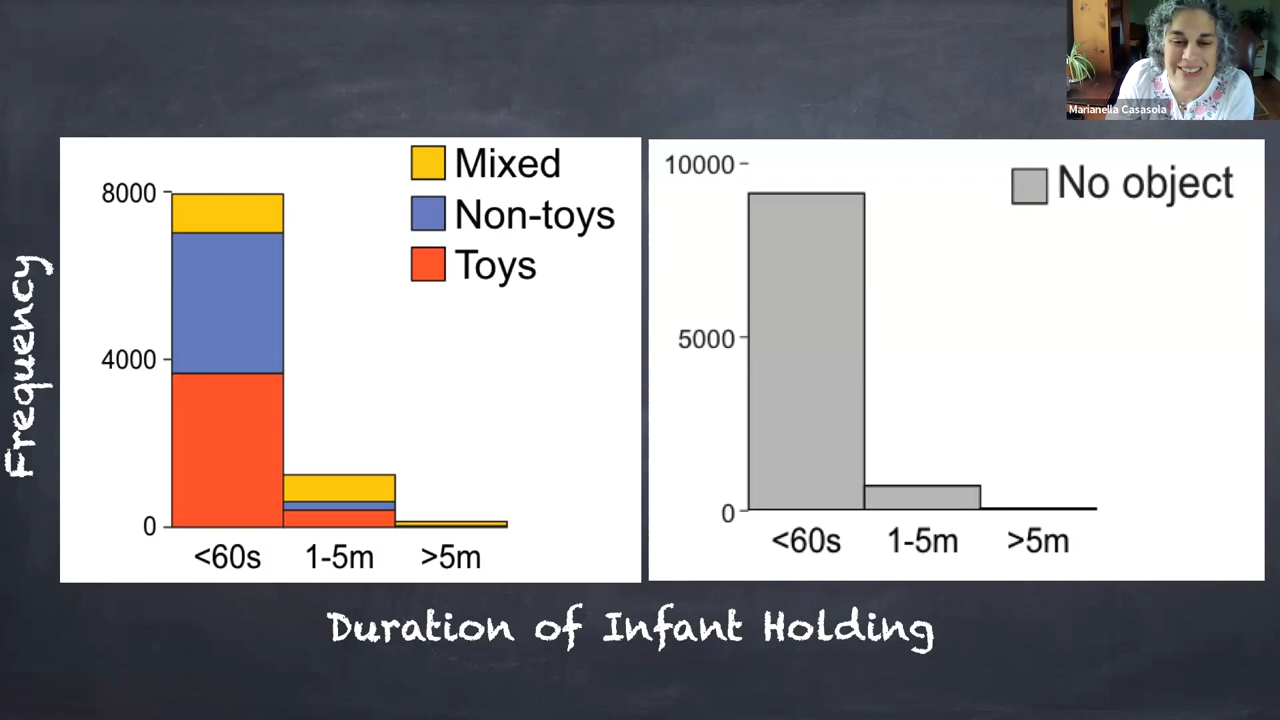 Marianella Casasola
Frequency
Mixed
Non-toys
Toys
8000
4000
0
<60s 1-5m >5m
No object
10000
5000
0
<60s 1-5m >5m
Duration of Infant Holding